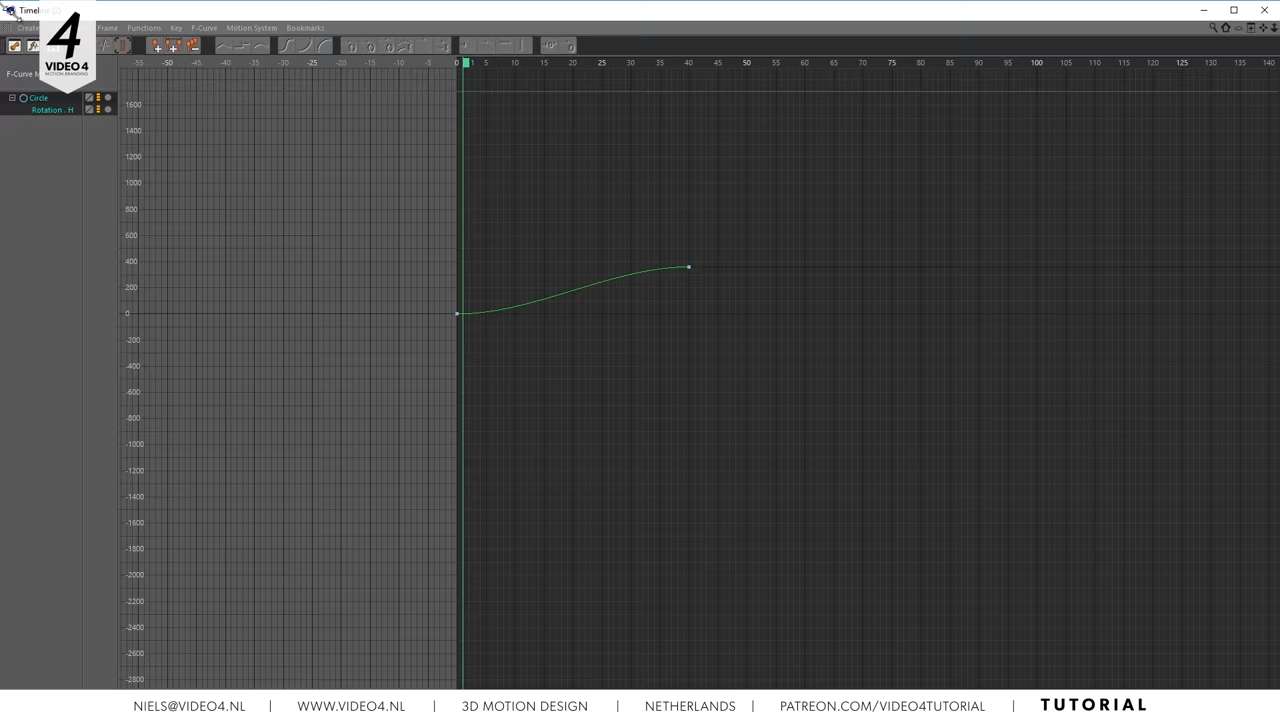 Timeline (2)
Create Frame Functions Key F-Curve Motion System Bookmarks
4
VIDEO 4
MOTION BRANDING
-55 -50 -45 -40 -35 -30 -25 -20 -15 -10 -5 0 1 5 10 15 20 25 30 35 40 45 50 55 60 65 70 75 80 85 90 95 100 105 110 115 120 125 130 135 140
F-Curve
Circle
Rotation . H
1600
1400
1200
1000
800
600
400
200
0
-200
-400
-600
-800
-1000
-1200
-1400
-1600
-1800
-2000
-2200
-2400
-2600
-2800
NIELS@VIDEO4.NL | WWW.VIDEO4.NL | 3D MOTION DESIGN | NETHERLANDS | PATREON.COM/VIDEO4TUTORIAL | TUTORIAL